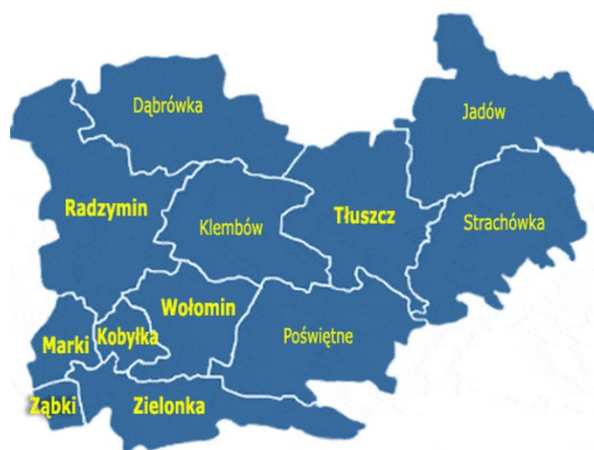 Dąbrówka
Jadów
Radzymin
Klembów
Tłuszcz
Strachówka
Wołomin
Marki
Kobyłka
Poświętne
Ząbki
Zielonka